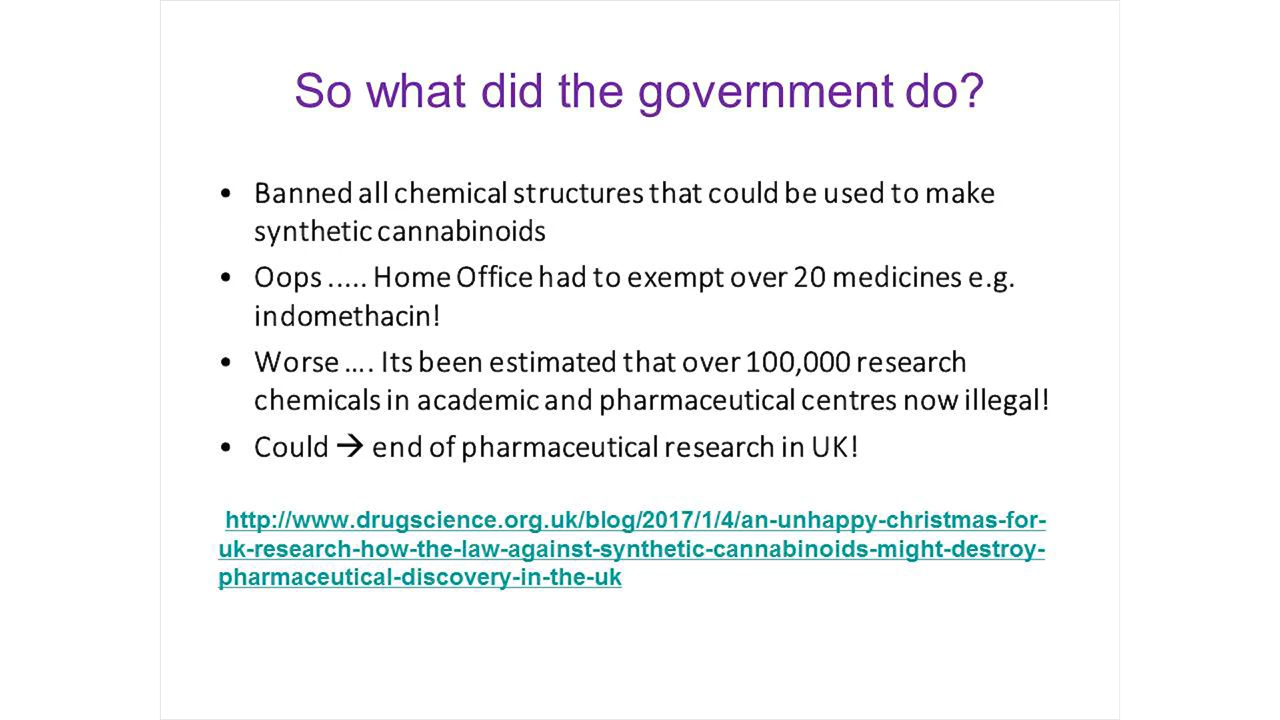 So what did the government do?
• Banned all chemical structures that could be used to make
synthetic cannabinoids
• Oops ..... Home Office had to exempt over 20 medicines e.g.
indomethacin!
• Worse .... Its been estimated that over 100,000 research
chemicals in academic and pharmaceutical centres now illegal!
• Could → end of pharmaceutical research in UK!
http://www.drugscience.org.uk/blog/2017/1/4/an-unhappy-christmas-for-
uk-research-how-the-law-against-synthetic-cannabinoids-might-destroy-
pharmaceutical-discovery-in-the-uk